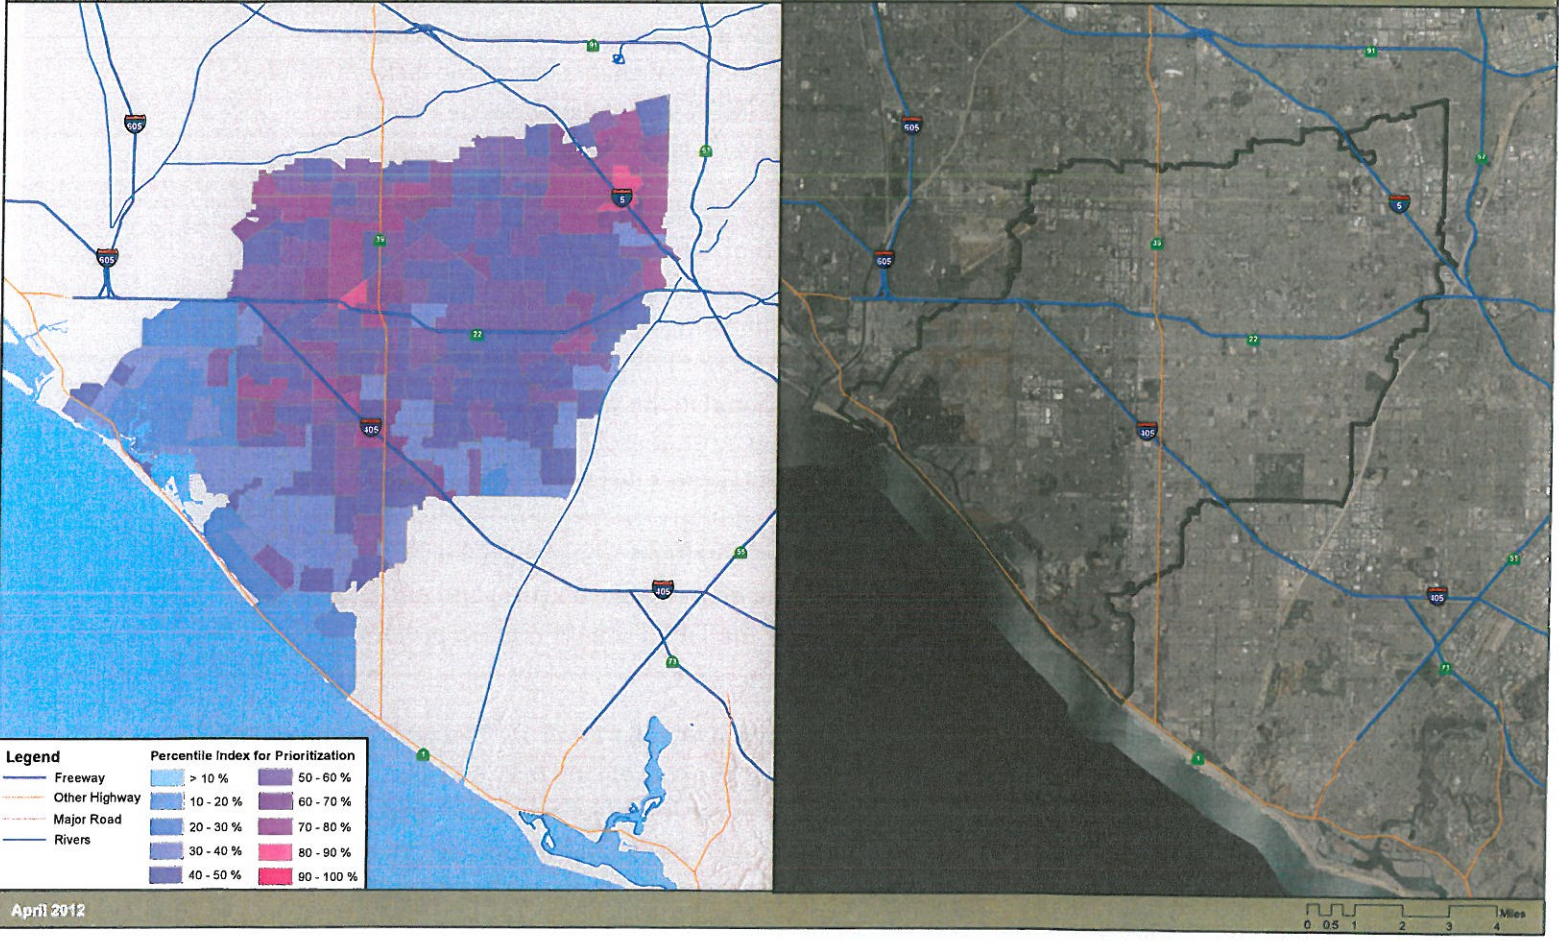 91
605
57
5
39
605
22
405
55
405
73
1
Legend
Freeway
Other Highway
Major Road
Rivers
Percentile Index for Prioritization
> 10 %
10 - 20 %
20 - 30 %
30 - 40 %
40 - 50 %
50 - 60 %
60 - 70 %
70 - 80 %
80 - 90 %
90 - 100 %
91
605
57
5
39
605
22
405
405
73
1
April 2012
Miles
0 0.5 1 2 3 4